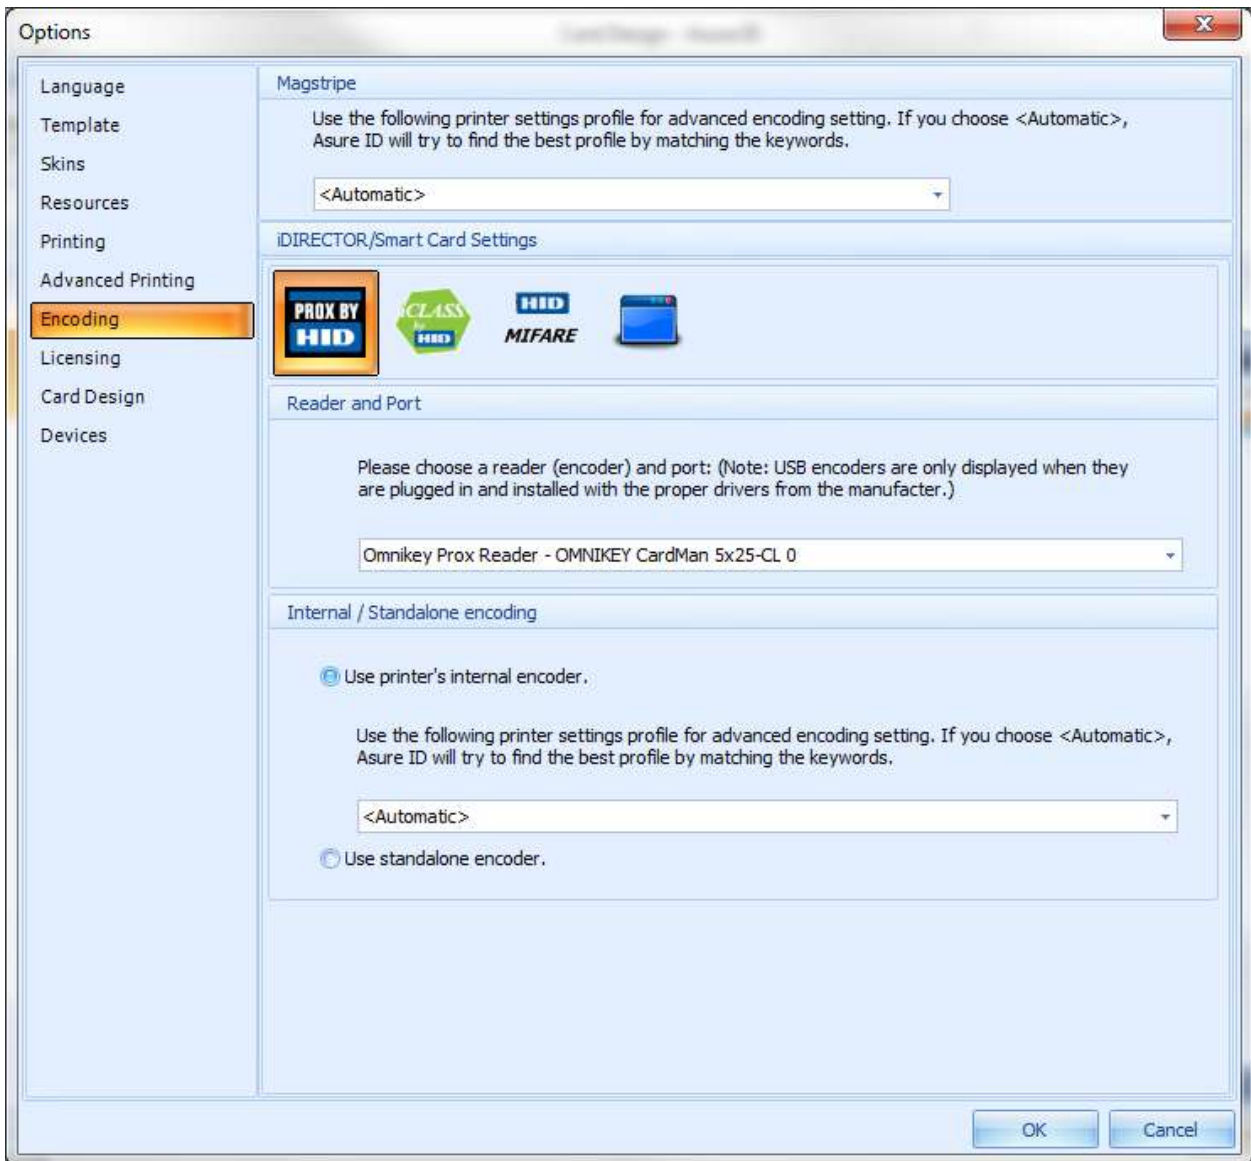 Options
Card Design - Asure ID
Language
Template
Skins
Resources
Printing
Advanced Printing
Encoding
Licensing
Card Design
Devices
Magstripe
Use the following printer settings profile for advanced encoding setting. If you choose <Automatic>,
Asure ID will try to find the best profile by matching the keywords.
<Automatic>
iDIRECTOR/Smart Card Settings
PROX BY
HID
iCLASS
by
HID
HID
MIFARE
Reader and Port
Please choose a reader (encoder) and port: (Note: USB encoders are only displayed when they
are plugged in and installed with the proper drivers from the manufacter.)
Omnikey Prox Reader - OMNIKEY CardMan 5x25-CL 0
Internal / Standalone encoding
Use printer's internal encoder.
Use the following printer settings profile for advanced encoding setting. If you choose <Automatic>,
Asure ID will try to find the best profile by matching the keywords.
<Automatic>
Use standalone encoder.
OK
Cancel